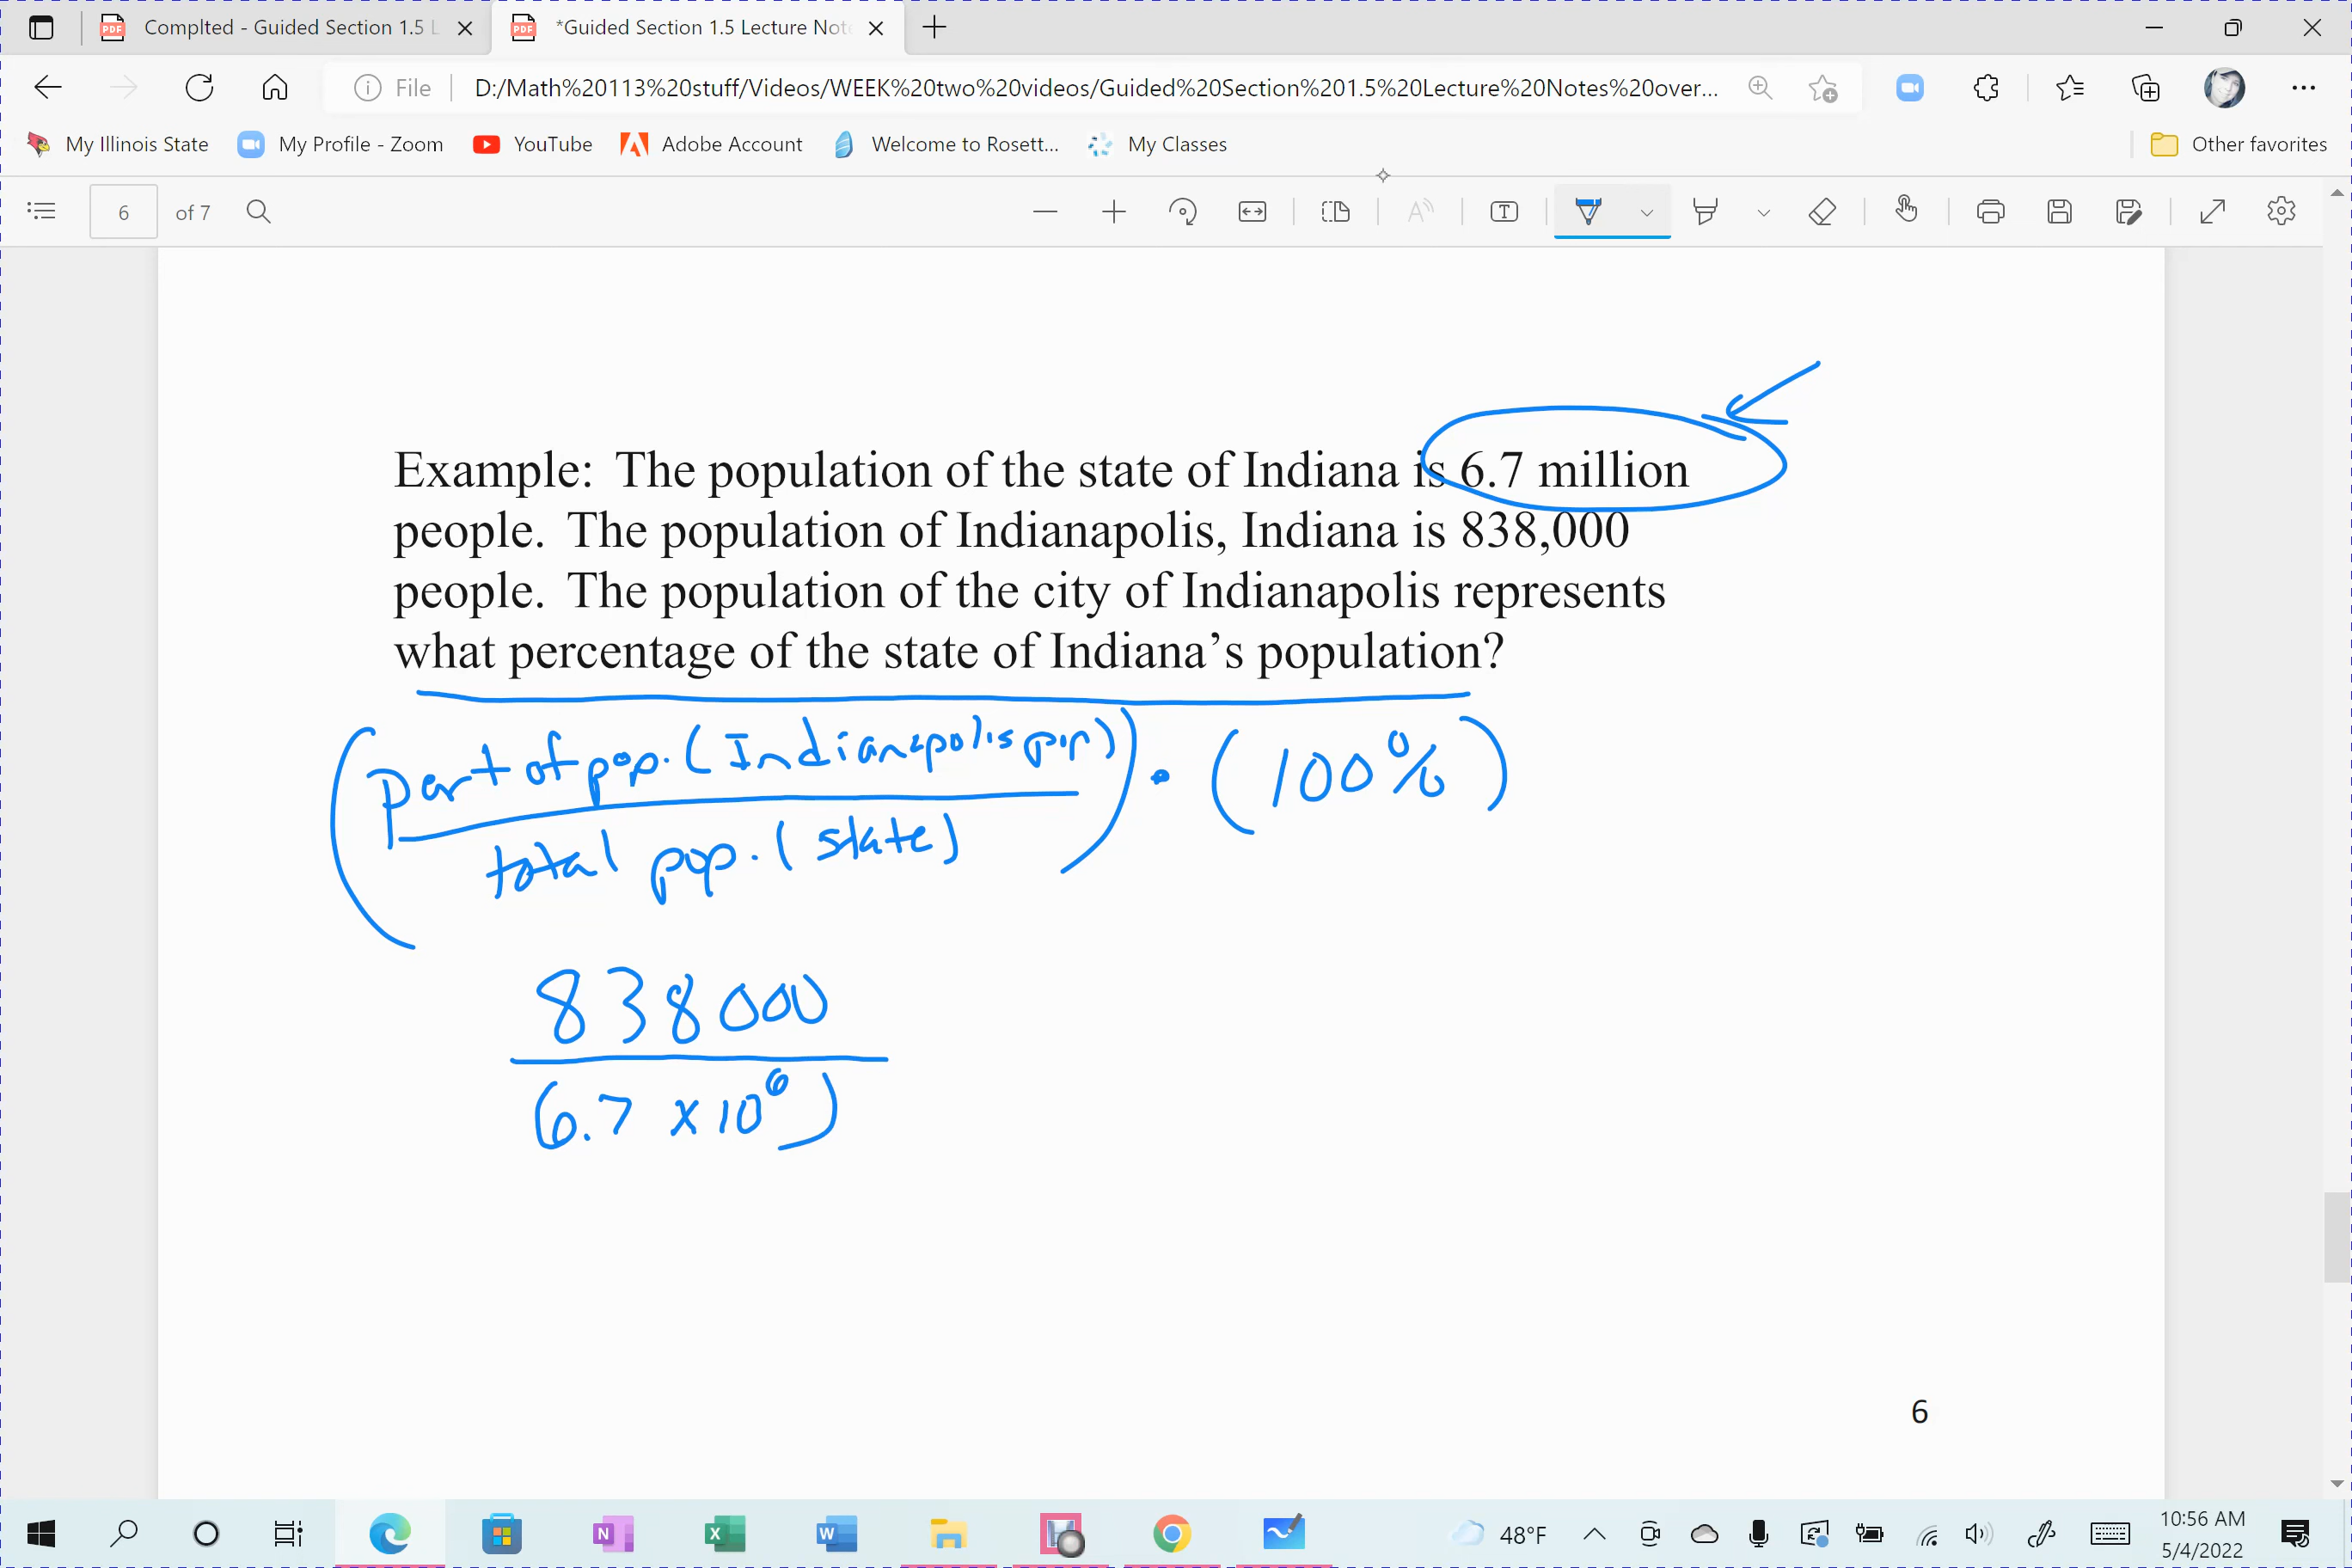 Complted - Guided Section 1.5 L
*Guided Section 1.5 Lecture Not
File D:/Math%20113%20stuff/Videos/WEEK%20two%20videos/Guided%20Section%201.5%20Lecture%20Notes%20over...
My Illinois State My Profile - Zoom YouTube Adobe Account Welcome to Rosett... My Classes Other favorites
6 of 7
Example: The population of the state of Indiana is 6.7 million
people. The population of Indianapolis, Indiana is 838,000
people. The population of the city of Indianapolis represents
what percentage of the state of Indiana's population?
(part of pop. (Indianapolis pop)) • (100%)
total pop. (state)
838000
(6.7 x 10⁶)
6
48°F 10:56 AM
5/4/2022